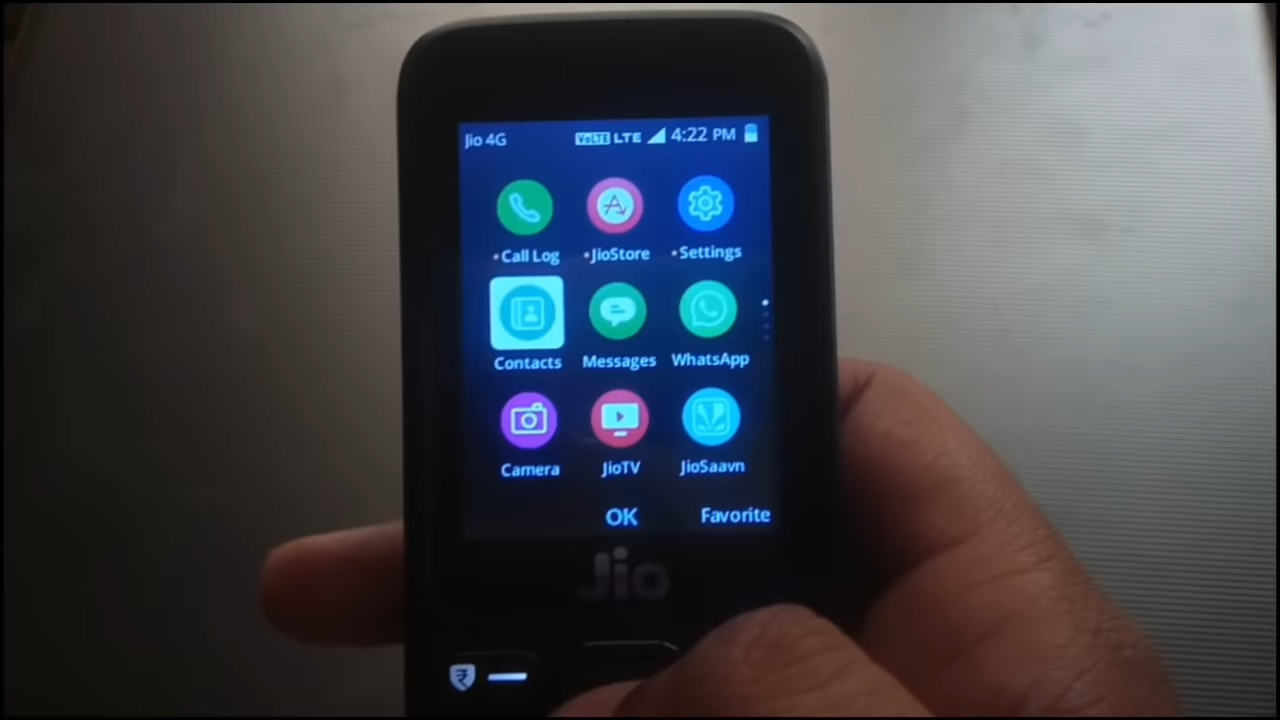 Jio 4G VoLTE LTE 4:22 PM
•Call Log •JioStore •Settings
Contacts Messages WhatsApp
Camera JioTV JioSaavn
OK Favorite
Jio
₹